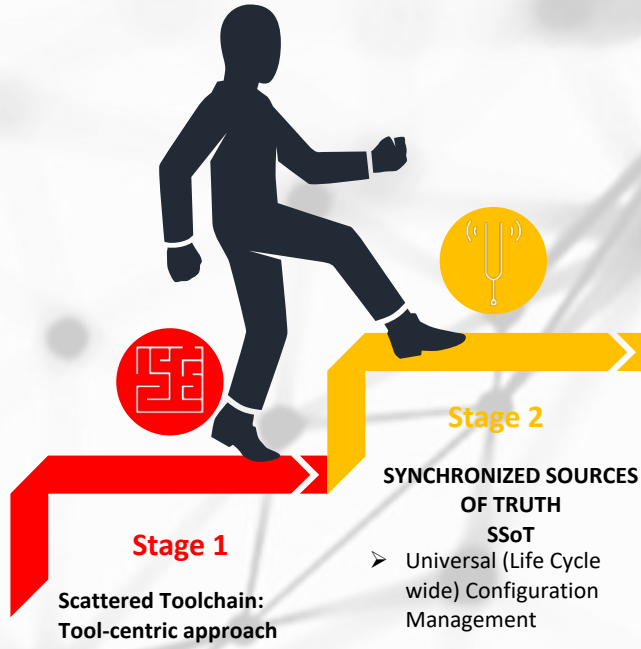 Stage 1
Scattered Toolchain:
Tool-centric approach
Stage 2
SYNCHRONIZED SOURCES
OF TRUTH
SSoT
➢ Universal (Life Cycle
wide) Configuration
Management